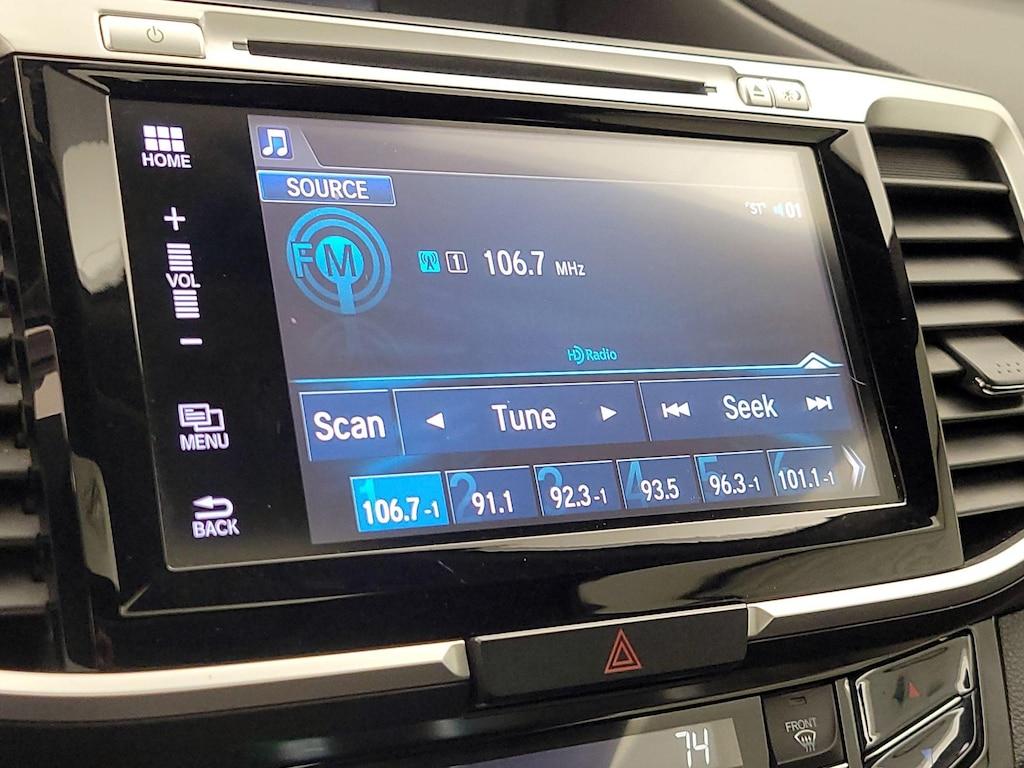 HOME
SOURCE
"ST" 01
+
VOL
-
FM
1 106.7 MHz
HD Radio
MENU
Scan Tune Seek
1 2 3 4 5 6
106.7-1 91.1 92.3-1 93.5 96.3-1 101.1-1
BACK
74
FRONT